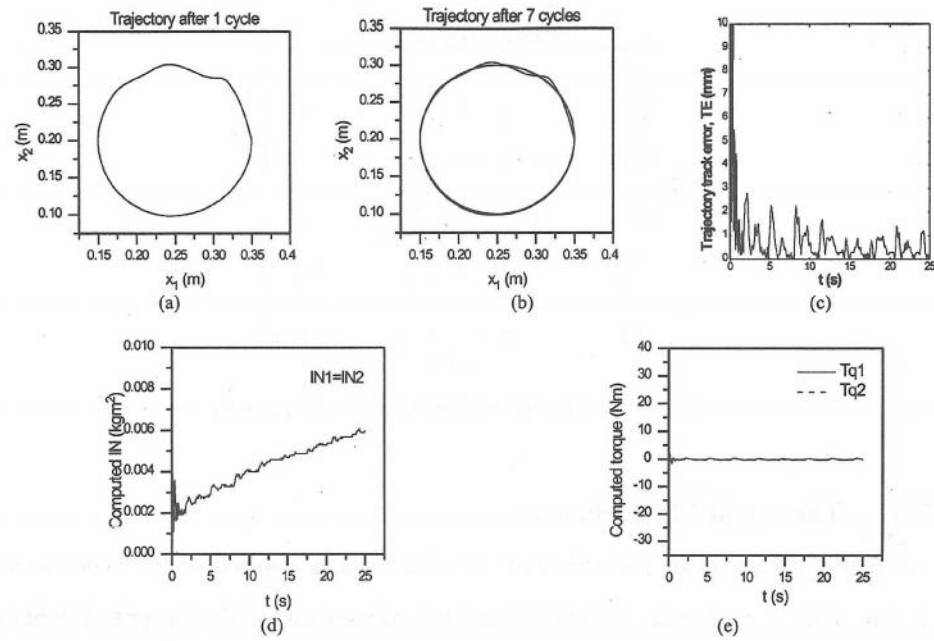 Trajectory after 1 cycle
0.35
0.30
0.25
0.20
0.15
0.10
x2 (m)
0.15 0.20 0.25 0.30 0.35 0.4
x1 (m)
(a)
Trajectory after 7 cycles
0.35
0.30
0.25
0.20
0.15
0.10
x2 (m)
0.15 0.20 0.25 0.30 0.35 0.4
x1 (m)
(b)
10
9
8
7
6
5
4
3
2
1
0
Trajectory track error, TE (mm)
0 5 10 15 20 25
t (s)
(c)
0.010
0.008
0.006
0.004
0.002
0.000
Computed IN (kgm²)
IN1=IN2
0 5 10 15 20 25
t (s)
(d)
40
30
20
10
0
-10
-20
-30
Computed torque (Nm)
Tq1
Tq2
0 5 10 15 20 25
t (s)
(e)